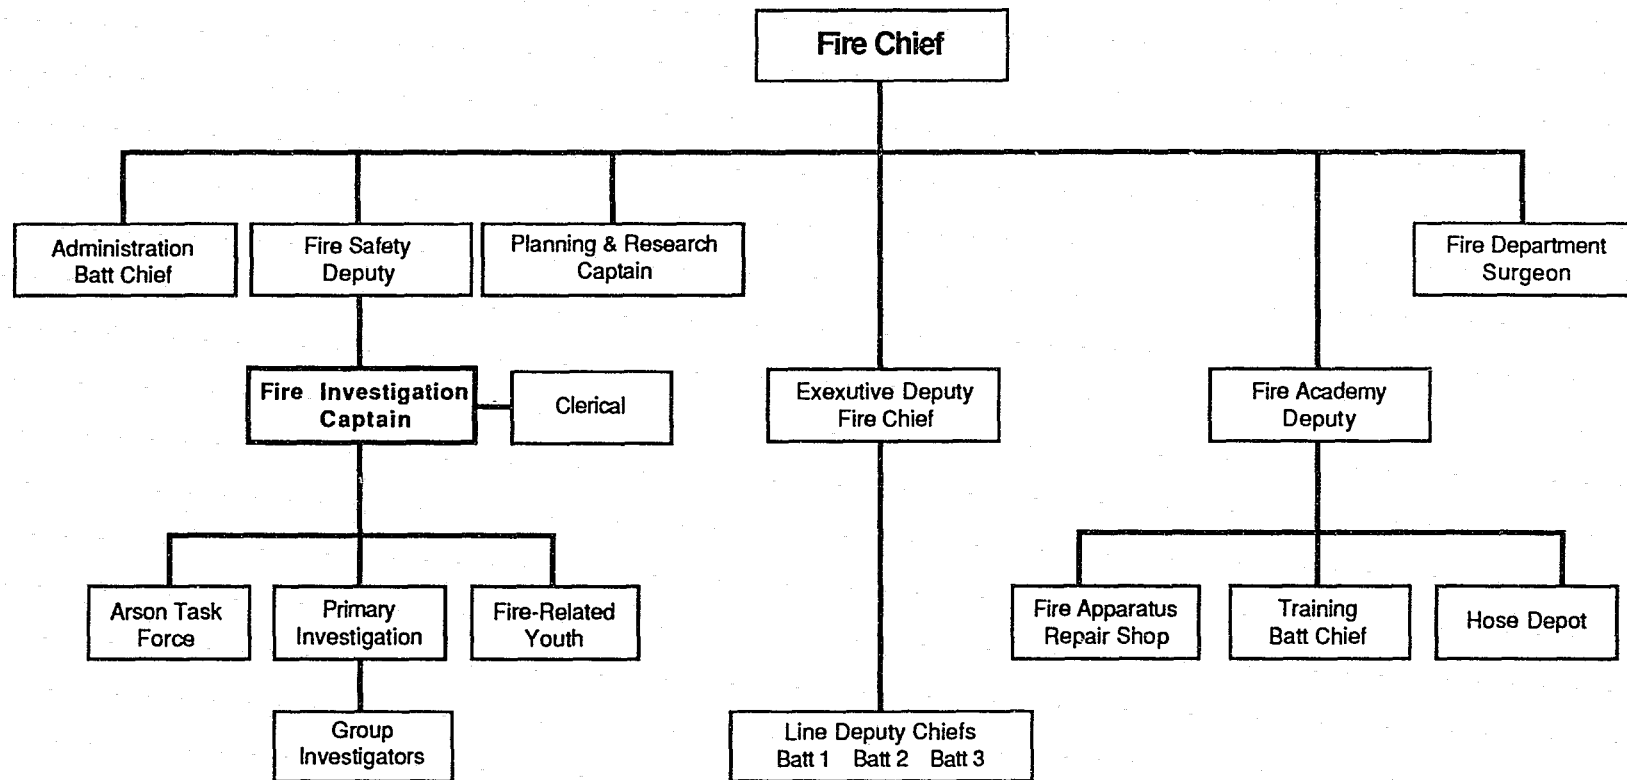 Fire Chief
Administration
Batt Chief
Fire Safety
Deputy
Planning & Research
Captain
Fire Department
Surgeon
Fire Investigation
Captain
Clerical
Exexutive Deputy
Fire Chief
Fire Academy
Deputy
Arson Task
Force
Primary
Investigation
Fire-Related
Youth
Fire Apparatus
Repair Shop
Training
Batt Chief
Hose Depot
Group
Investigators
Line Deputy Chiefs
Batt 1 Batt 2 Batt 3